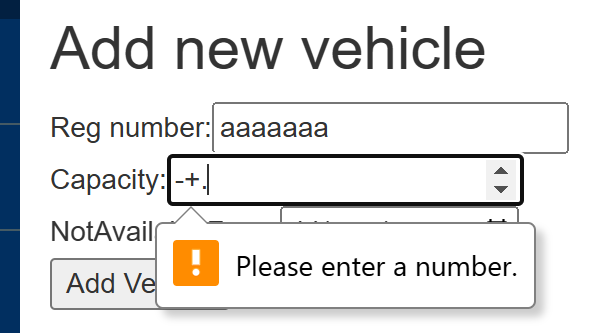 Add new vehicle
Reg number: aaaaaaa
Capacity: -+.
NotAvail
Please enter a number.
Add Ve